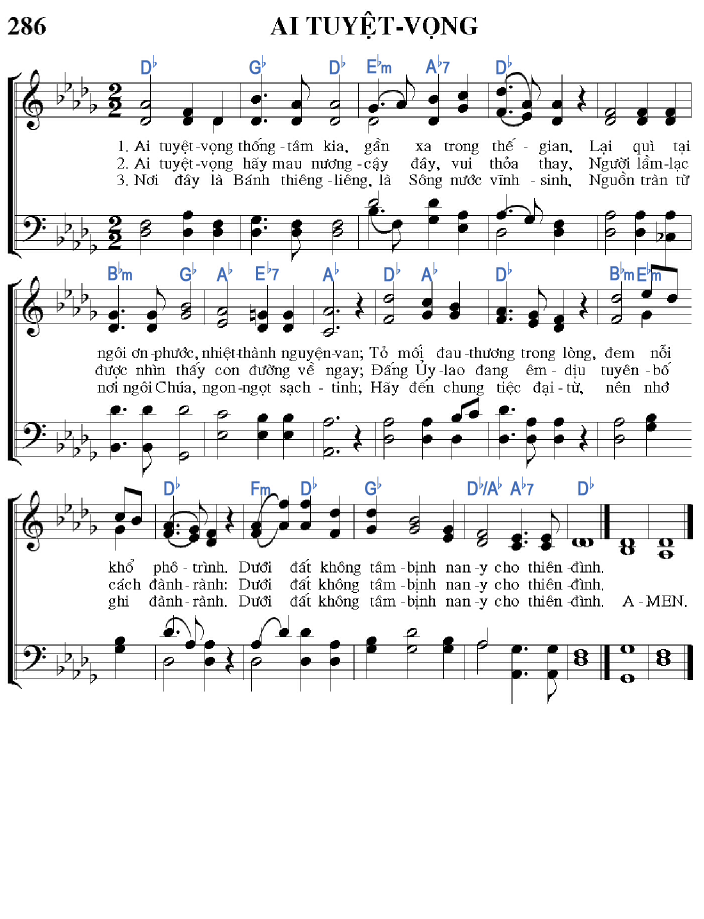 286 AI TUYỆT-VỌNG
D♭ G♭ D♭ E♭m A♭7 D♭
2 2
1. Ai tuyệt-vọng thống-tâm kia, gần xa trong thế-gian, Lại quì tại
2. Ai tuyệt-vọng hãy mau nương-cậy đây, vui thỏa thay, Người lầm-lạc
3. Nơi đây là Bánh thiêng-liêng, là Sông nước vĩnh-sinh, Nguồn tràn từ
2 2
B♭m G♭ A♭ E♭7 A♭ D♭ A♭ D♭ B♭m E♭m
ngôi ơn-phước, nhiệt-thành nguyện-van; Tỏ mối đau-thương trong lòng, đem nỗi
được nhìn thấy con đường về ngay; Đấng Ủy-lao đang êm-dịu tuyên-bố
nơi ngôi Chúa, ngon-ngọt sạch-tinh; Hãy đến chung tiệc đại-từ, nên nhớ
D♭ Fm D♭ G♭ D♭/A♭ A♭7 D♭
khổ phô-trình. Dưới đất không tâm-bịnh nan-y cho thiên-đình.
cách đành-rành: Dưới đất không tâm-bịnh nan-y cho thiên-đình.
ghi đành-rành. Dưới đất không tâm-bịnh nan-y cho thiên-đình. A-MEN.